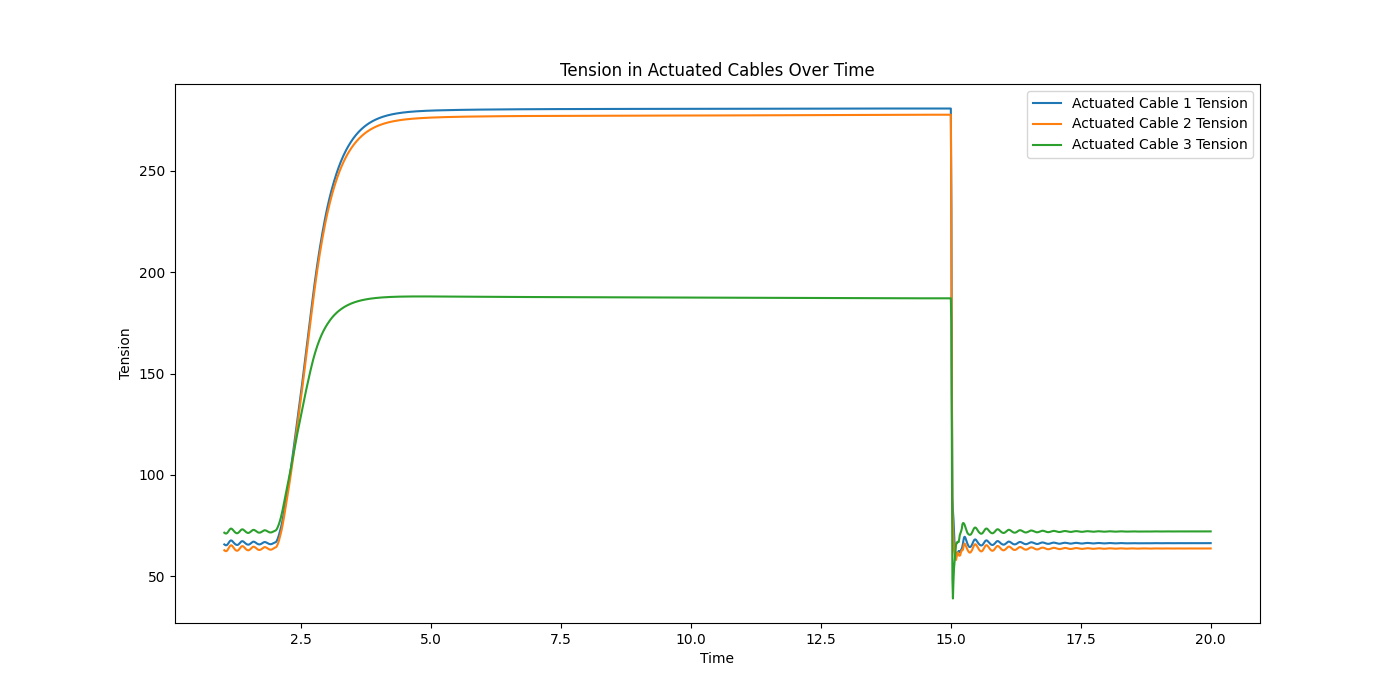 Tension in Actuated Cables Over Time
Actuated Cable 1 Tension
Actuated Cable 2 Tension
Actuated Cable 3 Tension
Tension
250
200
150
100
50
2.5 5.0 7.5 10.0 12.5 15.0 17.5 20.0
Time